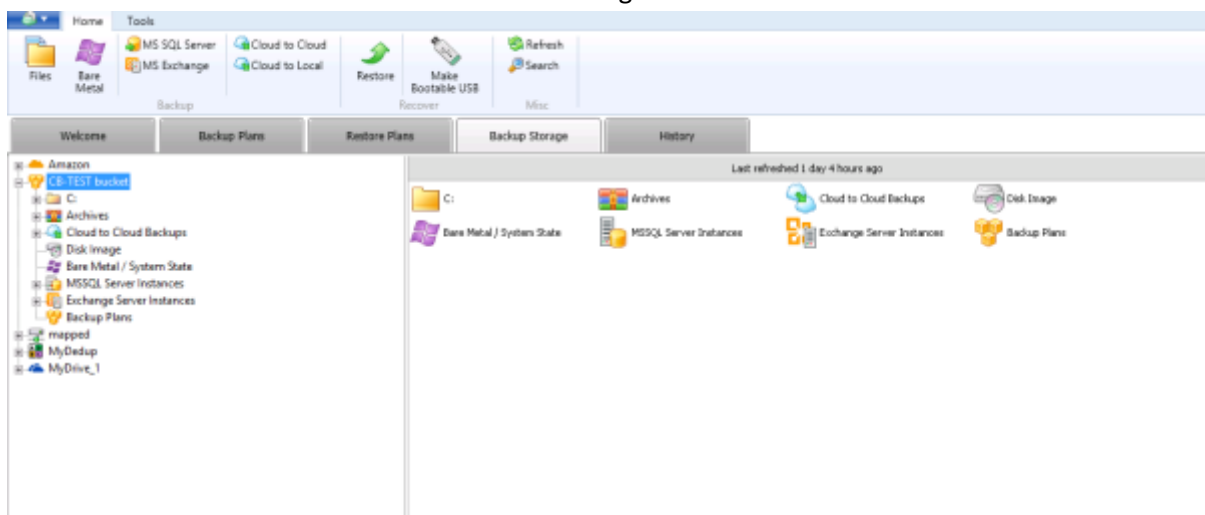 Home Tools
Files
Bare Metal
MS SQL Server
MS Exchange
Cloud to Cloud
Cloud to Local
Backup
Restore
Make Bootable USB
Recover
Refresh
Search
Misc
Welcome Backup Plans Restore Plans Backup Storage History
Amazon
CB-TEST bucket
C:
Archives
Cloud to Cloud Backups
Disk Image
Bare Metal / System State
MSSQL Server Instances
Exchange Server Instances
Backup Plans
mapped
MyDedup
MyDrive_1
Last refreshed 1 day 4 hours ago
C: Archives Cloud to Cloud Backups Disk Image
Bare Metal / System State MSSQL Server Instances Exchange Server Instances Backup Plans